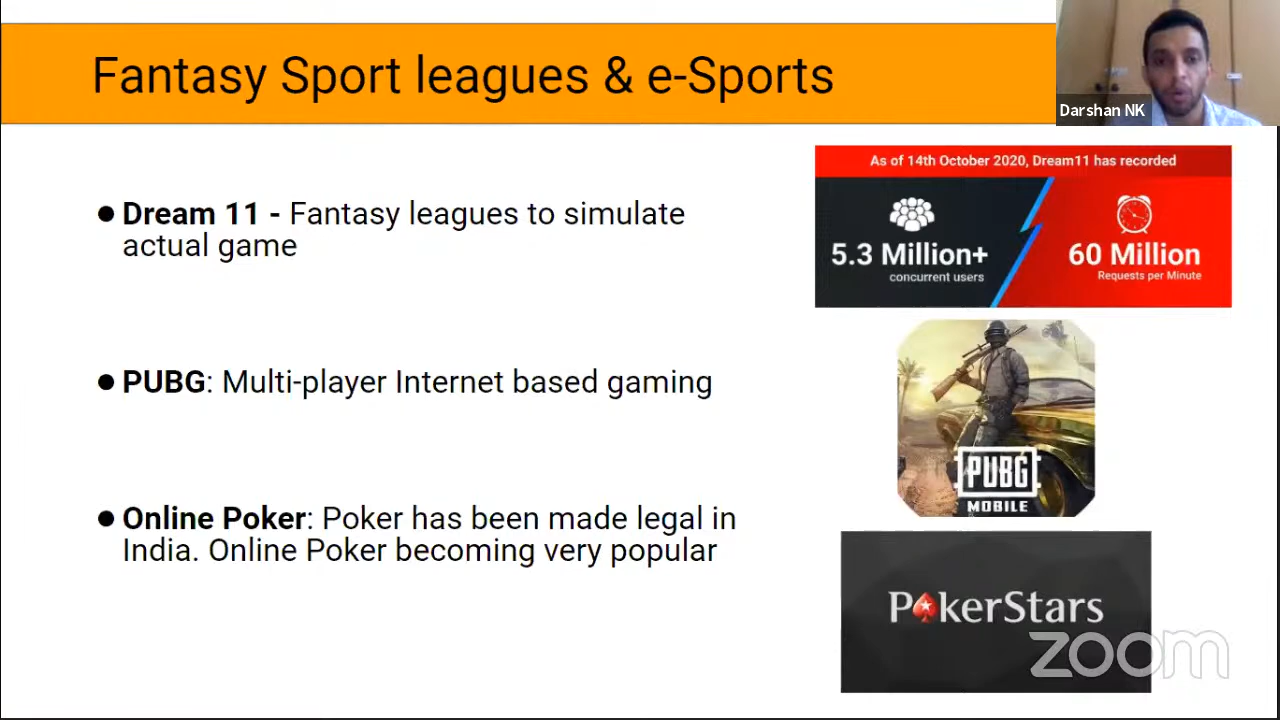 Fantasy Sport leagues & e-Sports
Darshan NK
● Dream 11 - Fantasy leagues to simulate
actual game
As of 14th October 2020, Dream11 has recorded
5.3 Million+
concurrent users
60 Million
Requests per Minute
● PUBG: Multi-player Internet based gaming
PUBG
MOBILE
● Online Poker: Poker has been made legal in
India. Online Poker becoming very popular
PokerStars
zoom